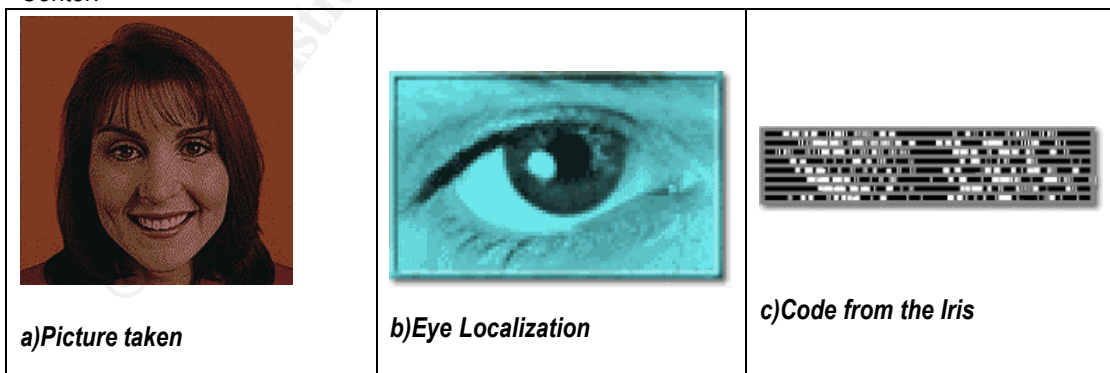 a)Picture taken
b)Eye Localization
c)Code from the Iris